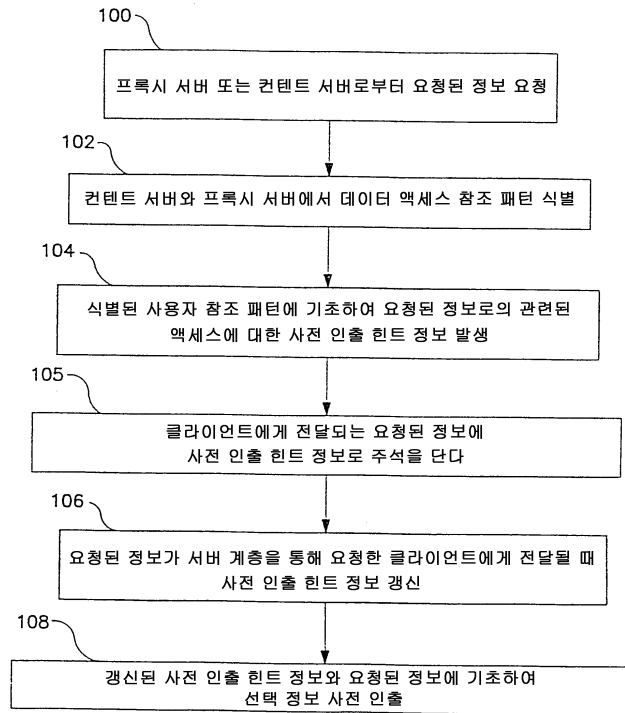 100
프록시 서버 또는 컨텐트 서버로부터 요청된 정보 요청
102
컨텐트 서버와 프록시 서버에서 데이터 액세스 참조 패턴 식별
104
식별된 사용자 참조 패턴에 기초하여 요청된 정보로의 관련된
액세스에 대한 사전 인출 힌트 정보 발생
105
클라이언트에게 전달되는 요청된 정보에
사전 인출 힌트 정보로 주석을 단다
106
요청된 정보가 서버 계층을 통해 요청한 클라이언트에게 전달될 때
사전 인출 힌트 정보 갱신
108
갱신된 사전 인출 힌트 정보와 요청된 정보에 기초하여
선택 정보 사전 인출